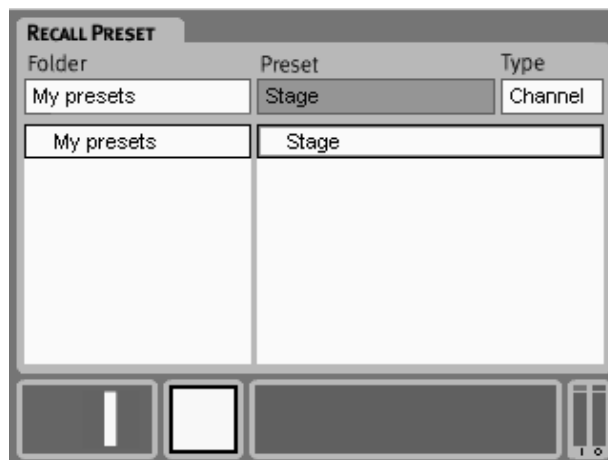 RECALL PRESET
Folder Preset Type
My presets Stage Channel
My presets Stage
I O